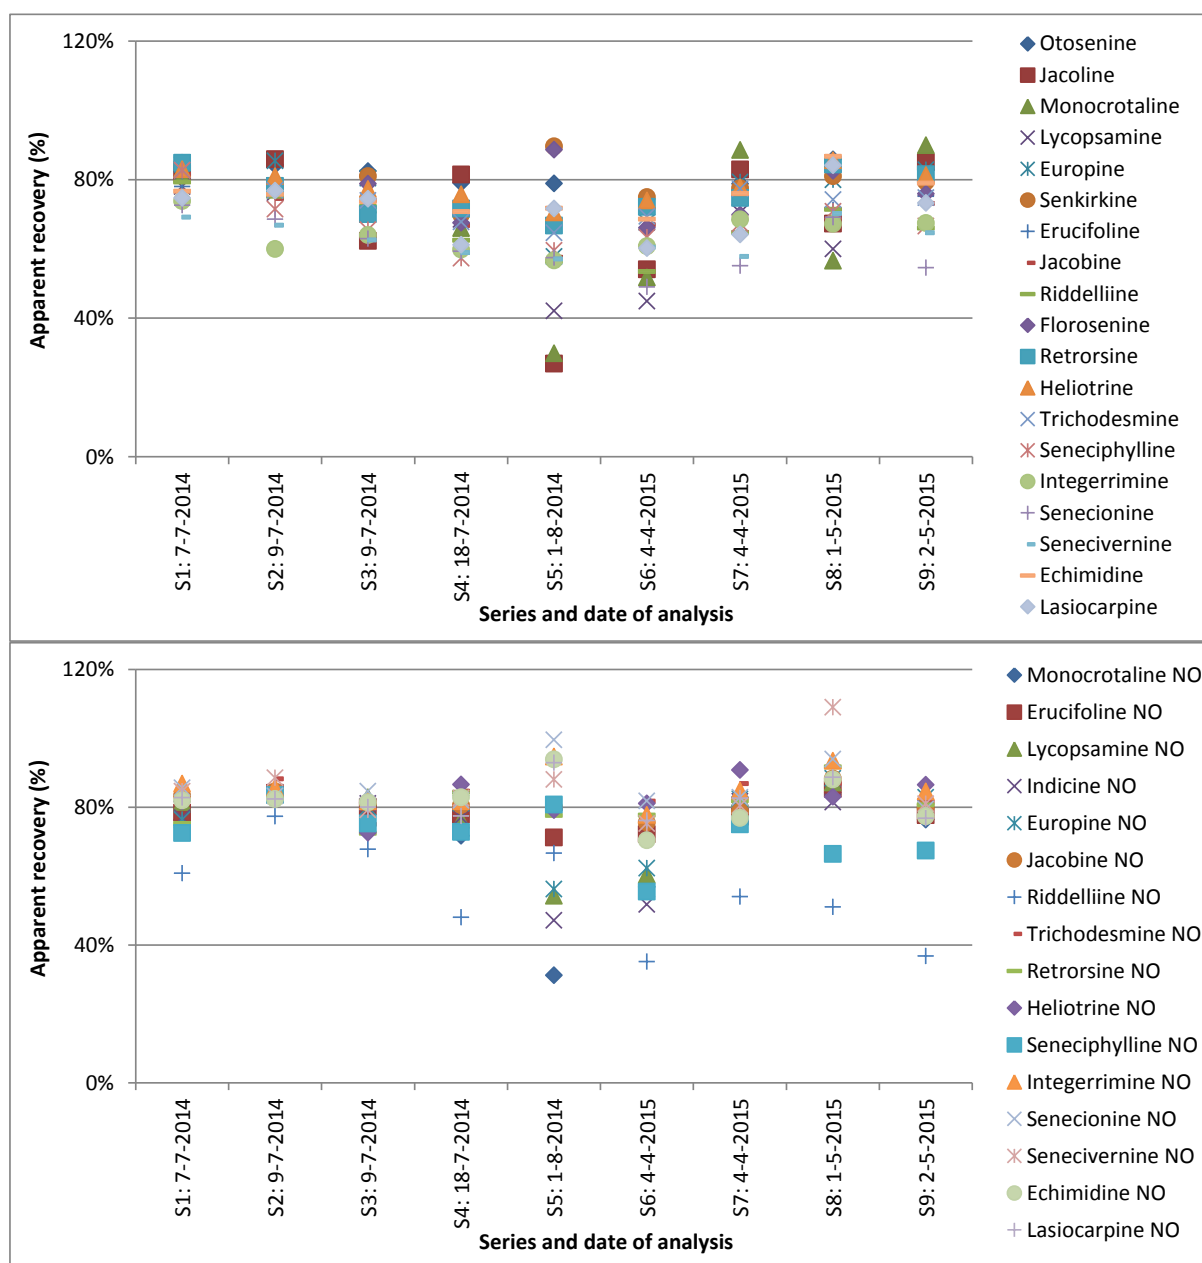 120%
80%
40%
0%
Apparent recovery (%)
S1: 7-7-2014
S2: 9-7-2014
S3: 9-7-2014
S4: 18-7-2014
S5: 1-8-2014
S6: 4-4-2015
S7: 4-4-2015
S8: 1-5-2015
S9: 2-5-2015
Series and date of analysis
Otosenine
Jacoline
Monocrotaline
Lycopsamine
Europine
Senkirkine
Erucifoline
Jacobine
Riddelliine
Florosenine
Retrorsine
Heliotrine
Trichodesmine
Seneciphylline
Integerrimine
Senecionine
Senecivernine
Echimidine
Lasiocarpine
120%
80%
40%
0%
Apparent recovery (%)
S1: 7-7-2014
S2: 9-7-2014
S3: 9-7-2014
S4: 18-7-2014
S5: 1-8-2014
S6: 4-4-2015
S7: 4-4-2015
S8: 1-5-2015
S9: 2-5-2015
Series and date of analysis
Monocrotaline NO
Erucifoline NO
Lycopsamine NO
Indicine NO
Europine NO
Jacobine NO
Riddelliine NO
Trichodesmine NO
Retrorsine NO
Heliotrine NO
Seneciphylline NO
Integerrimine NO
Senecionine NO
Senecivernine NO
Echimidine NO
Lasiocarpine NO